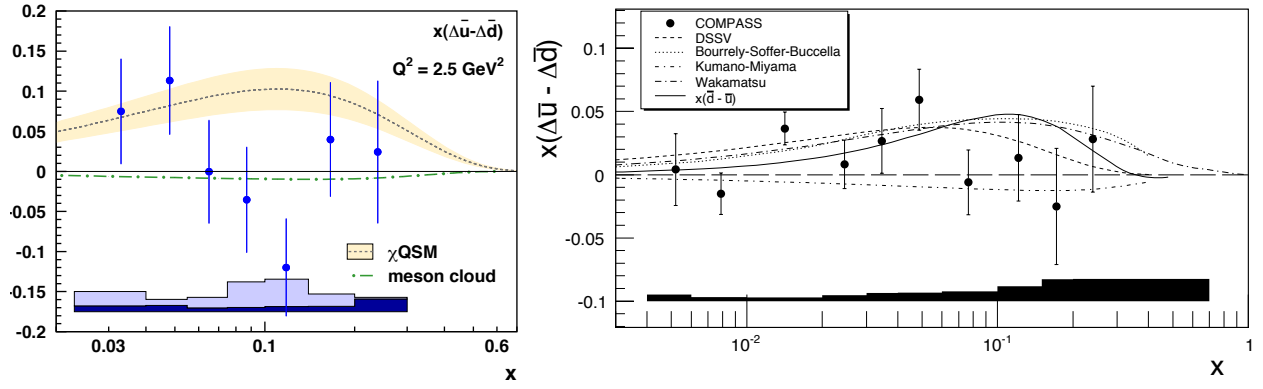 0.2
0.15
0.1
0.05
0
-0.05
-0.1
-0.15
-0.2
x(Δū-Δd̄)
Q² = 2.5 GeV²
χQSM
meson cloud
0.03
0.1
0.6
x
x(Δū - Δd̄)
0.1
0.05
0
-0.05
-0.1
COMPASS
DSSV
Bourrely-Soffer-Buccella
Kumano-Miyama
Wakamatsu
x(d̄ - ū)
10⁻²
10⁻¹
1
x